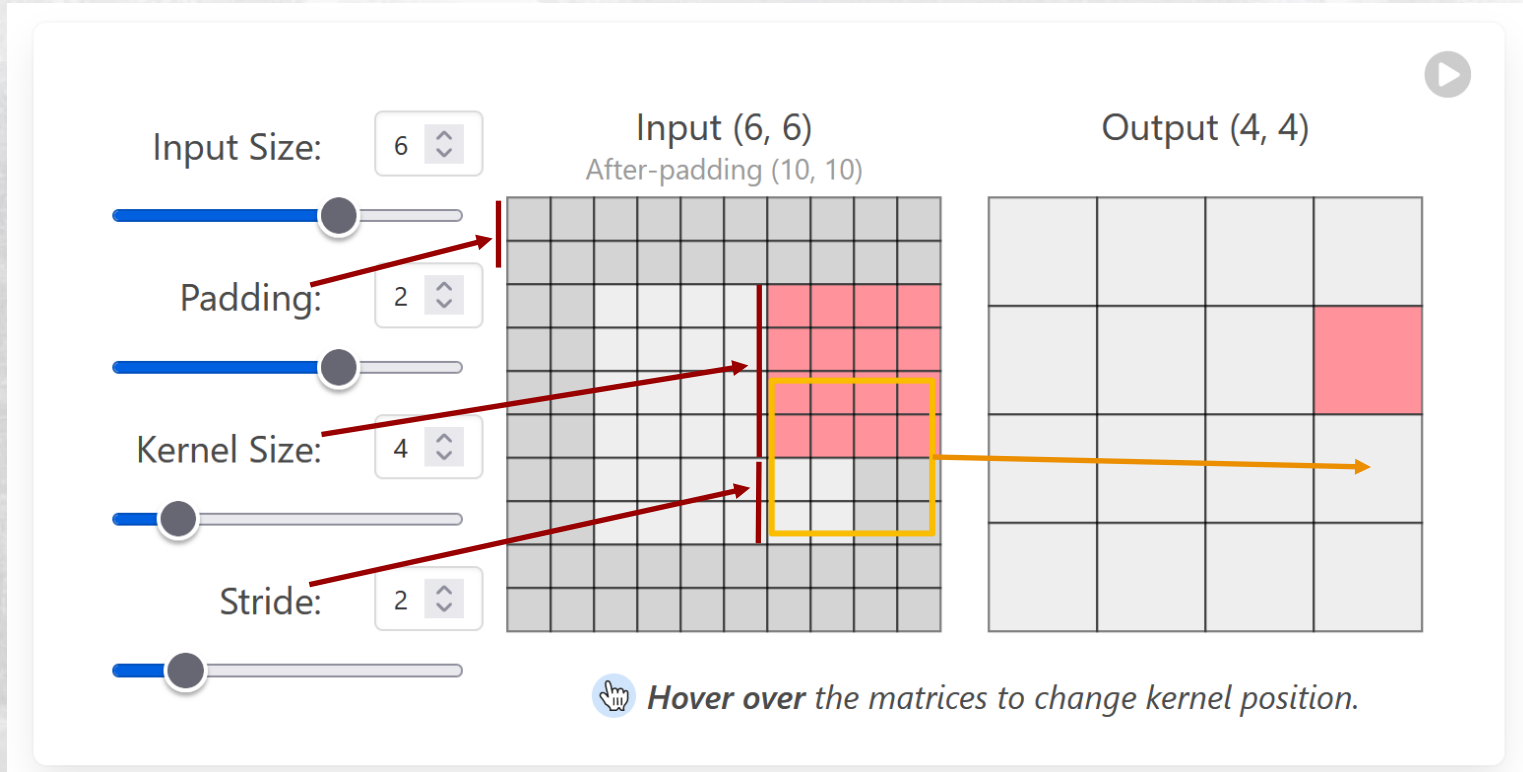 Input Size:
6
Padding:
2
Kernel Size:
4
Stride:
2
Input (6, 6)
After-padding (10, 10)
Output (4, 4)
Hover over the matrices to change kernel position.